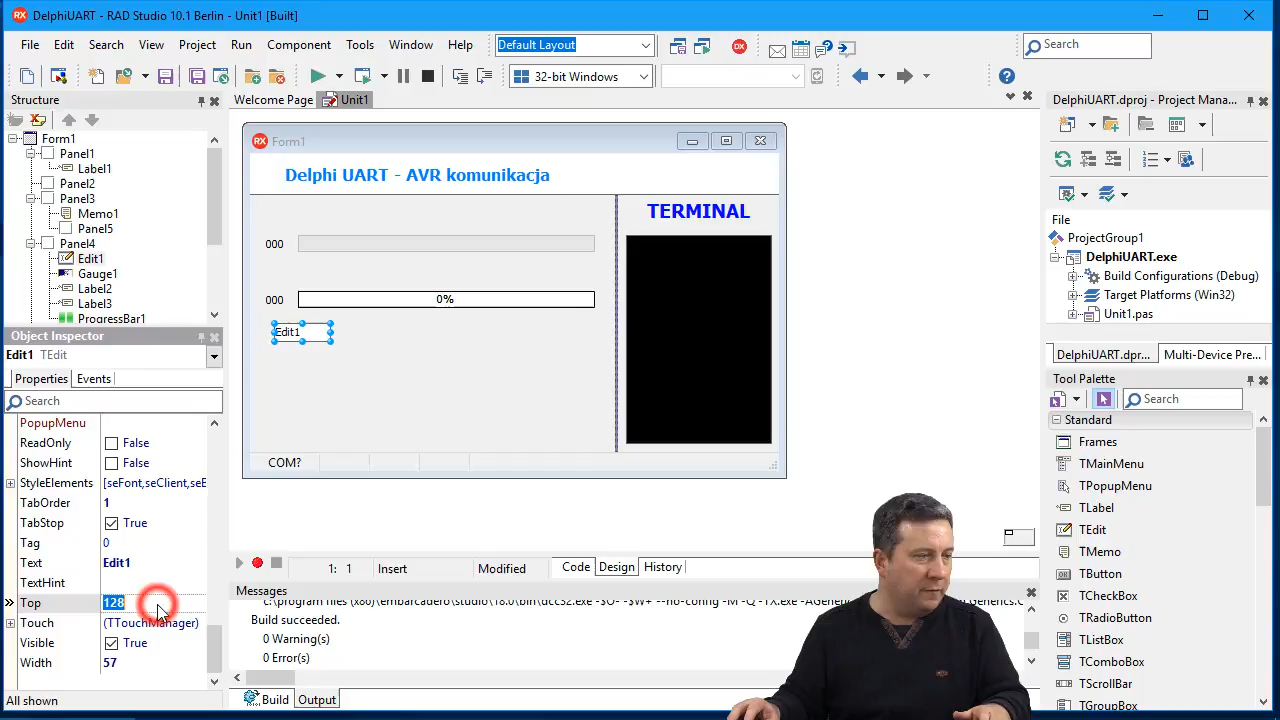 DelphiUART - RAD Studio 10.1 Berlin - Unit1 [Built]
File Edit Search View Project Run Component Tools Window Help
Default Layout
DX
Search
32-bit Windows
Structure
Form1
Panel1
Label1
Panel2
Panel3
Memo1
Panel5
Panel4
Edit1
Gauge1
Label2
Label3
ProgressBar1
Object Inspector
Edit1 TEdit
Properties Events
Search
PopupMenu
ReadOnly False
ShowHint False
StyleElements [seFont,seClient,seE
TabOrder 1
TabStop True
Tag 0
Text Edit1
TextHint
Top 128
Touch (TTouchManager)
Visible True
Width 57
All shown
Welcome Page Unit1
RX Form1
Delphi UART - AVR komunikacja
TERMINAL
000
000 0%
Edit1
COM?
1: 1 Insert Modified Code Design History
Messages
Build succeeded.
0 Warning(s)
0 Error(s)
Build Output
DelphiUART.dproj - Project Mana...
File
ProjectGroup1
DelphiUART.exe
Build Configurations (Debug)
Target Platforms (Win32)
Unit1.pas
DelphiUART.dpr... Multi-Device Pre...
Tool Palette
Search
Standard
Frames
TMainMenu
TPopupMenu
TLabel
TEdit
TMemo
TButton
TCheckBox
TRadioButton
TListBox
TComboBox
TScrollBar
TGroupBox